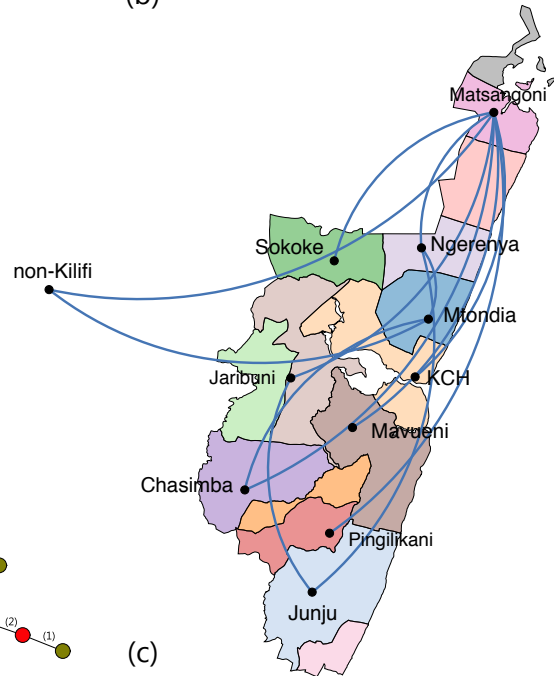 (b)
Matsangoni
Sokoke
Ngerenya
non-Kilifi
Mtondia
Jaribuni
KCH
Mavueni
Chasimba
Pingilikani
Junju
(2)
(1)
(c)